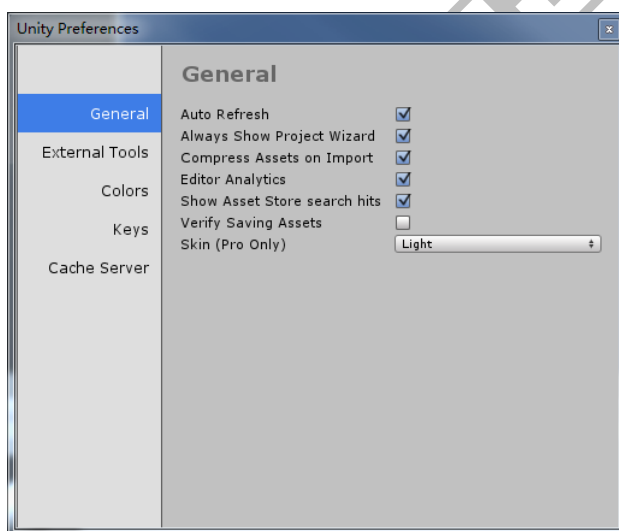 Unity Preferences
General
General
External Tools
Colors
Keys
Cache Server
Auto Refresh
Always Show Project Wizard
Compress Assets on Import
Editor Analytics
Show Asset Store search hits
Verify Saving Assets
Skin (Pro Only) Light